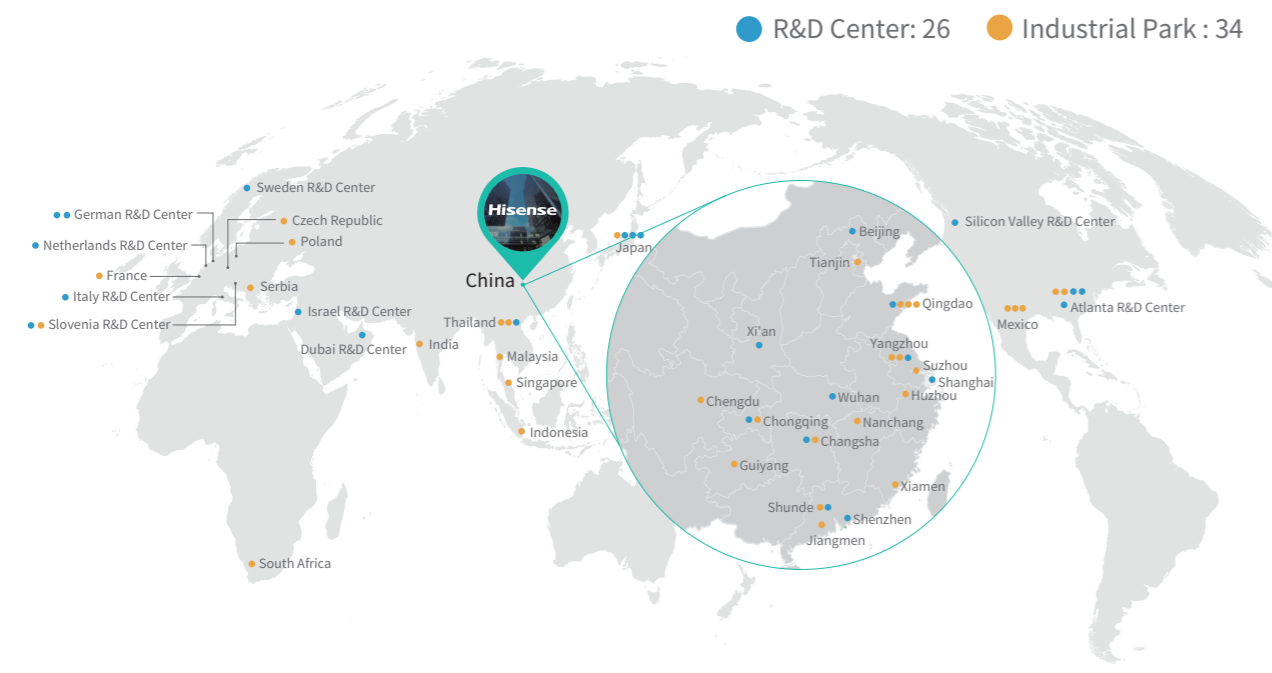 R&D Center: 26
Industrial Park : 34
Sweden R&D Center
German R&D Center
Czech Republic
Netherlands R&D Center
Poland
France
Serbia
Italy R&D Center
Israel R&D Center
Slovenia R&D Center
Dubai R&D Center
India
Hisense
China
Thailand
Malaysia
Singapore
Indonesia
South Africa
Japan
Beijing
Tianjin
Qingdao
Xi'an
Yangzhou
Suzhou
Shanghai
Huzhou
Wuhan
Chengdu
Chongqing
Nanchang
Changsha
Guiyang
Xiamen
Shunde
Shenzhen
Jiangmen
Silicon Valley R&D Center
Atlanta R&D Center
Mexico